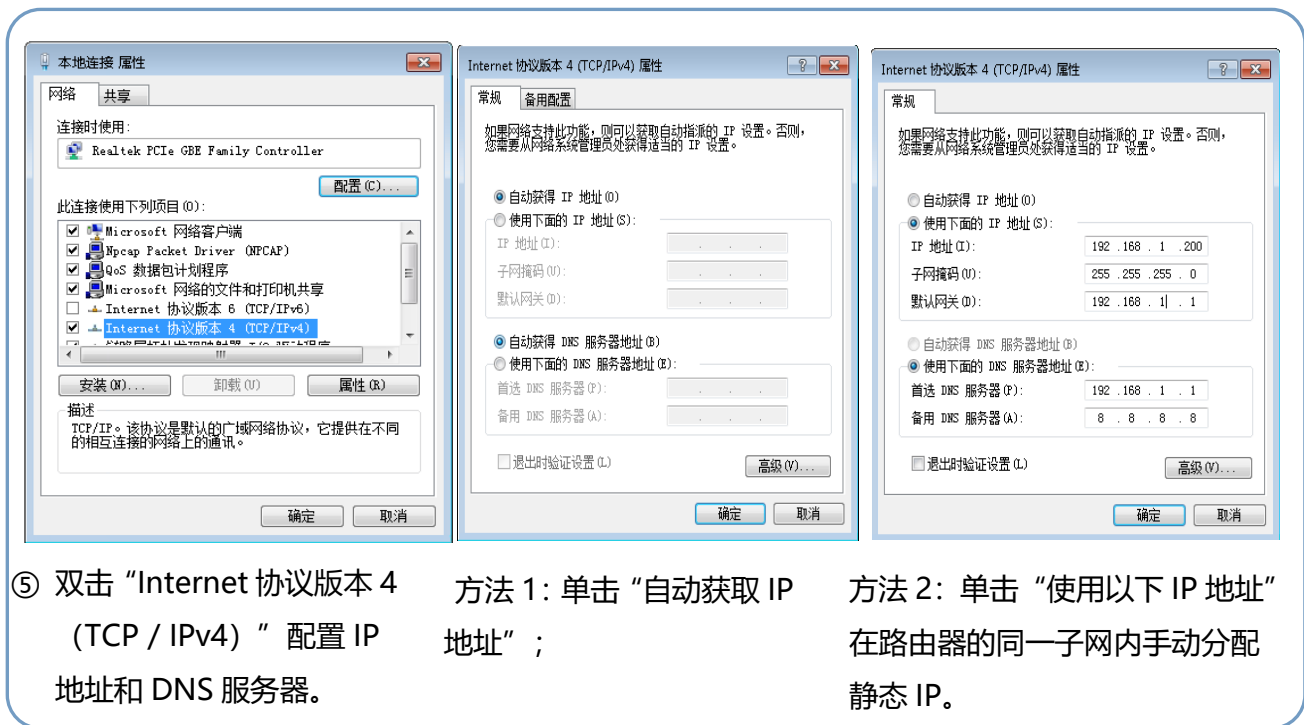 本地连接 属性
网络
共享
连接时使用:
Realtek PCIe GBE Family Controller
配置(C)...
此连接使用下列项目(O):
Microsoft 网络客户端
Npcap Packet Driver (NPCAP)
QoS 数据包计划程序
Microsoft 网络的文件和打印机共享
Internet 协议版本 6 (TCP/IPv6)
Internet 协议版本 4 (TCP/IPv4)
安装(N)...
卸载(U)
属性(R)
描述
TCP/IP。该协议是默认的广域网络协议，它提供在不同
的相互连接的网络上的通讯。
确定
取消
Internet 协议版本 4 (TCP/IPv4) 属性
常规
备用配置
如果网络支持此功能，则可以获取自动指派的 IP 设置。否则，
您需要从网络系统管理员处获得适当的 IP 设置。
自动获得 IP 地址(O)
使用下面的 IP 地址(S):
IP 地址(I):
子网掩码(U):
默认网关(D):
自动获得 DNS 服务器地址(B)
使用下面的 DNS 服务器地址(E):
首选 DNS 服务器(P):
备用 DNS 服务器(A):
退出时验证设置(L)
高级(V)...
确定
取消
Internet 协议版本 4 (TCP/IPv4) 属性
常规
如果网络支持此功能，则可以获取自动指派的 IP 设置。否则，
您需要从网络系统管理员处获得适当的 IP 设置。
自动获得 IP 地址(O)
使用下面的 IP 地址(S):
IP 地址(I): 192 .168 . 1 .200
子网掩码(U): 255 .255 .255 . 0
默认网关(D): 192 .168 . 1 . 1
自动获得 DNS 服务器地址(B)
使用下面的 DNS 服务器地址(E):
首选 DNS 服务器(P): 192 .168 . 1 . 1
备用 DNS 服务器(A): 8 . 8 . 8 . 8
退出时验证设置(L)
高级(V)...
确定
取消
⑤ 双击“Internet 协议版本 4
（TCP / IPv4）”配置 IP
地址和 DNS 服务器。
方法 1：单击“自动获取 IP
地址”；
方法 2：单击“使用以下 IP 地址”
在路由器的同一子网内手动分配
静态 IP。